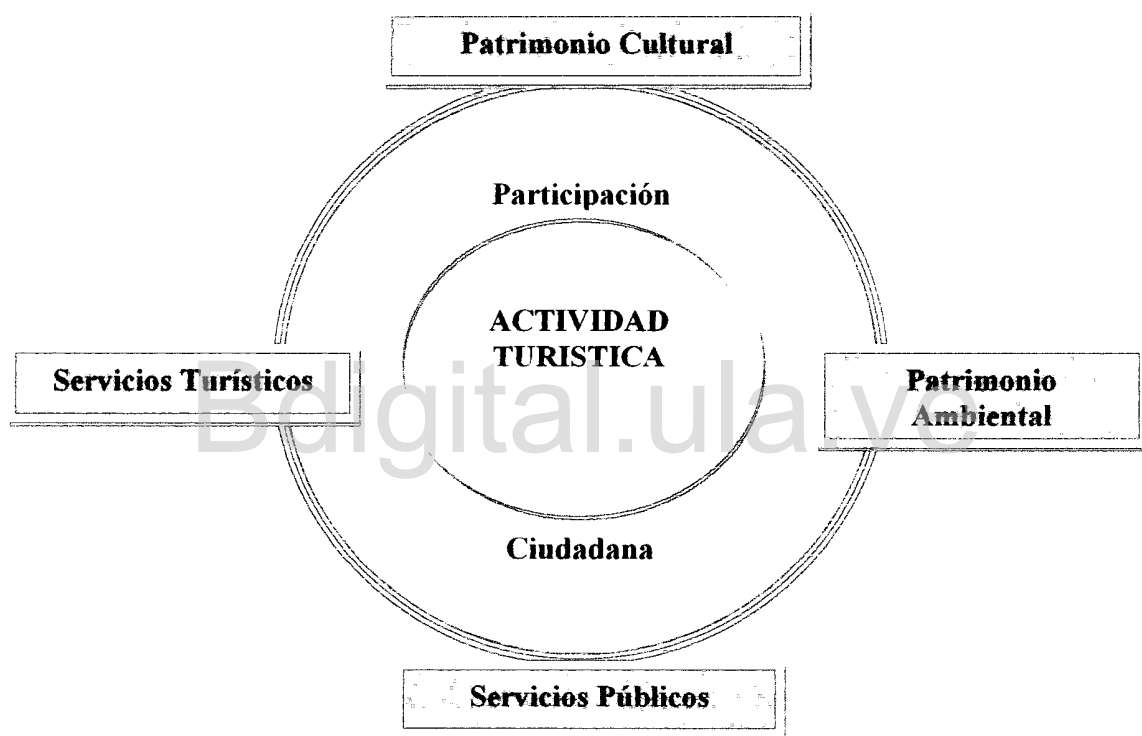 Patrimonio Cultural
Participación
ACTIVIDAD
TURISTICA
Servicios Turísticos
Patrimonio
Ambiental
Bdigital.ula.ve
Ciudadana
Servicios Públicos